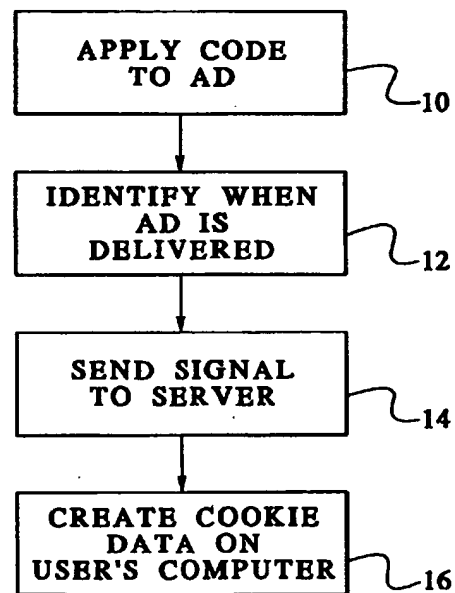 APPLY CODE
TO AD
10
IDENTIFY WHEN
AD IS
DELIVERED
12
SEND SIGNAL
TO SERVER
14
CREATE COOKIE
DATA ON
USER'S COMPUTER
16